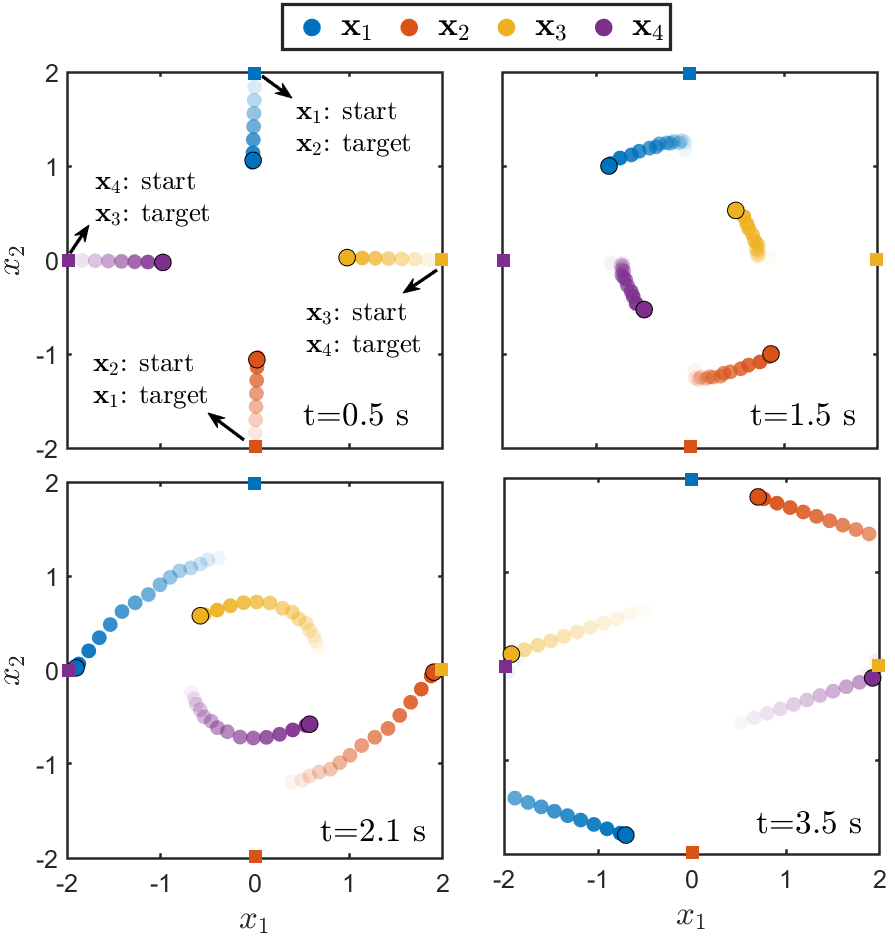 x₁ x₂ x₃ x₄
2
1
0
-1
-2
x₂
x₁: start
x₂: target
x₄: start
x₃: target
x₃: start
x₄: target
x₂: start
x₁: target
t=0.5 s
t=1.5 s
2
1
0
-1
-2
x₂
-2 -1 0 1 2
x₁
t=2.1 s
t=3.5 s
-1 0 1 2
x₁